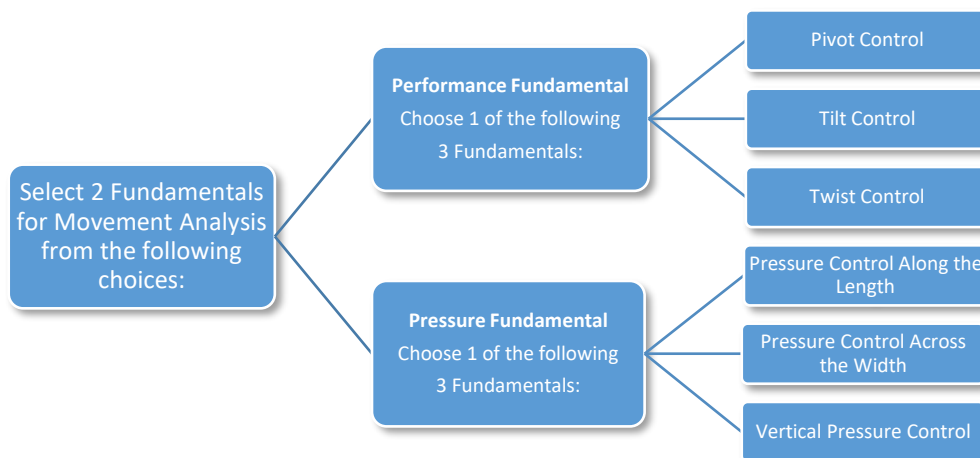 Select 2 Fundamentals
for Movement Analysis
from the following
choices:
Performance Fundamental
Choose 1 of the following
3 Fundamentals:
Pivot Control
Tilt Control
Twist Control
Pressure Fundamental
Choose 1 of the following
3 Fundamentals:
Pressure Control Along the
Length
Pressure Control Across
the Width
Vertical Pressure Control